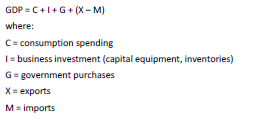 GDP = C + I + G + (X – M)
where:
C = consumption spending
I = business investment (capital equipment, inventories)
G = government purchases
X = exports
M = imports